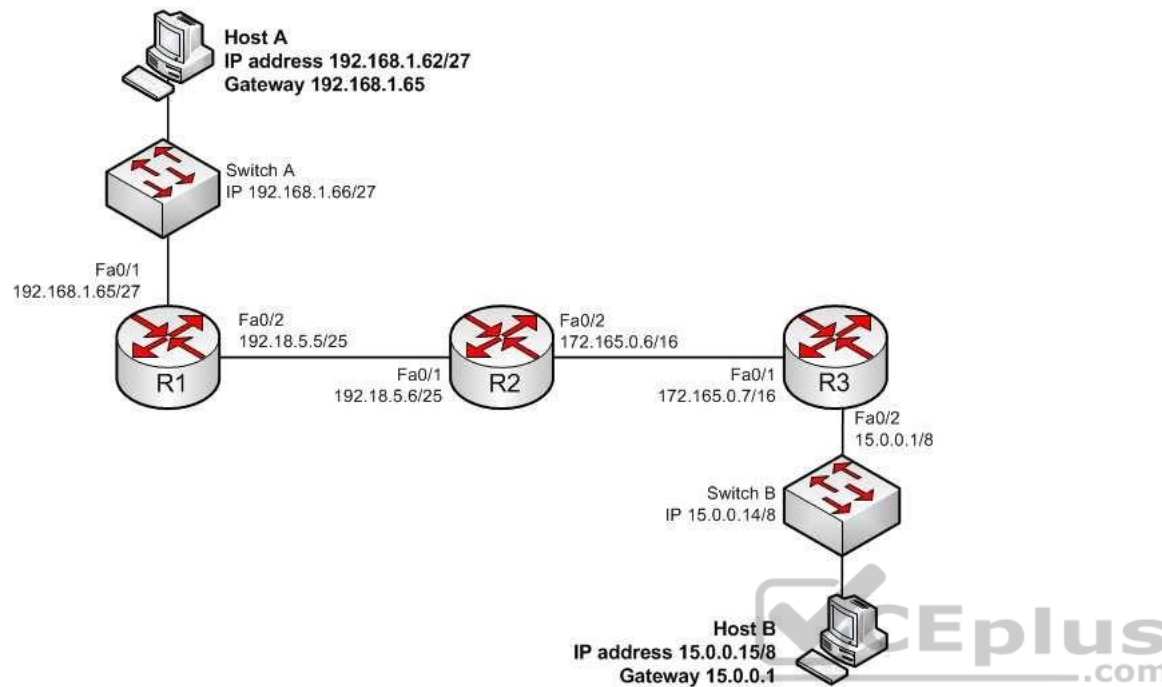 Host A
IP address 192.168.1.62/27
Gateway 192.168.1.65
Switch A
IP 192.168.1.66/27
Fa0/1
192.168.1.65/27
R1
Fa0/2
192.18.5.5/25
Fa0/1
192.18.5.6/25
R2
Fa0/2
172.165.0.6/16
Fa0/1
172.165.0.7/16
R3
Fa0/2
15.0.0.1/8
Switch B
IP 15.0.0.14/8
Host B
IP address 15.0.0.15/8
Gateway 15.0.0.1
CEplus
.com